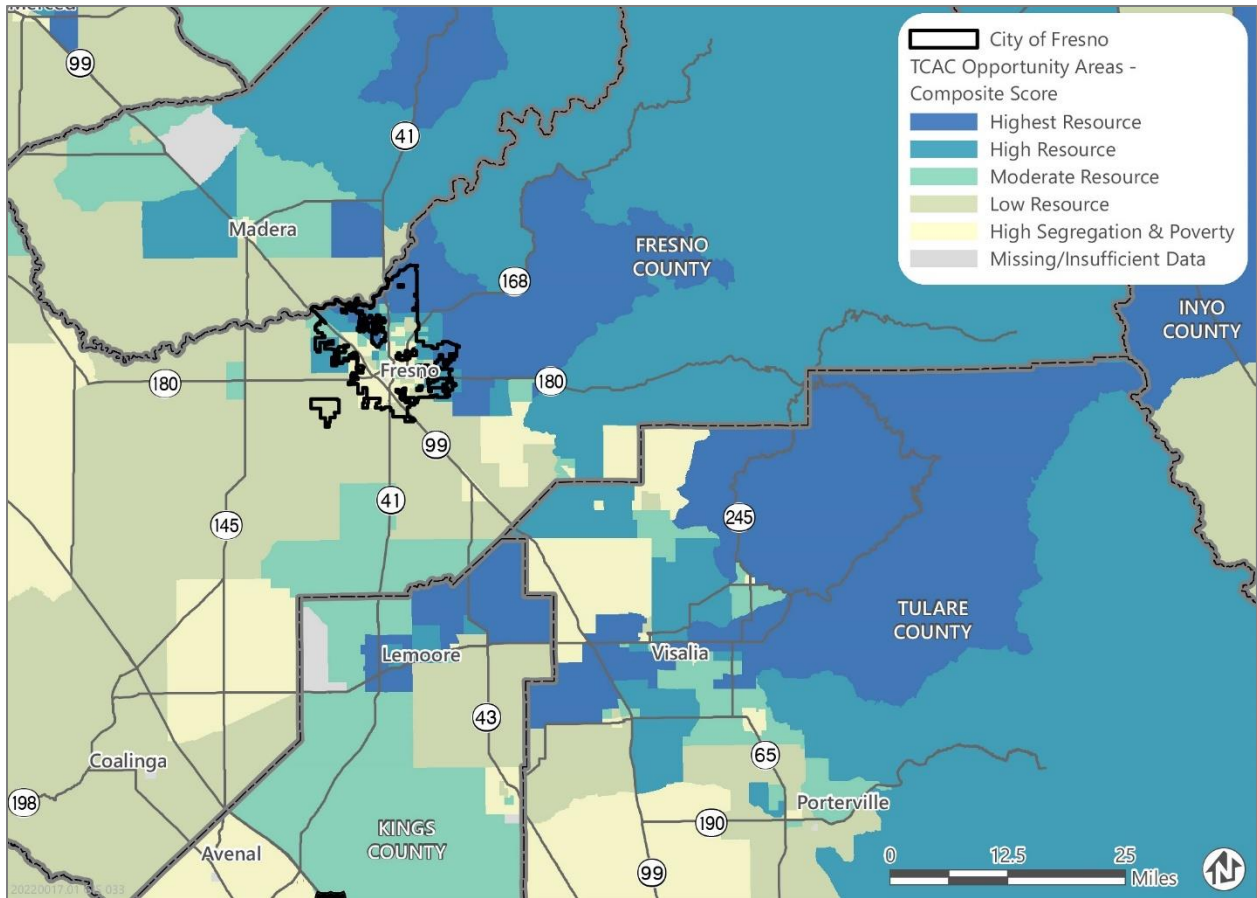 Merced
City of Fresno
TCAC Opportunity Areas -
Composite Score
Highest Resource
High Resource
Moderate Resource
Low Resource
High Segregation & Poverty
Missing/Insufficient Data
99
41
Madera
FRESNO
COUNTY
168
INYO
COUNTY
180
Fresno
180
99
41
145
245
TULARE
COUNTY
Lemoore
Visalia
43
65
Coalinga
198
Porterville
KINGS
COUNTY
190
Avenal
99
0
12.5
25
Miles
N